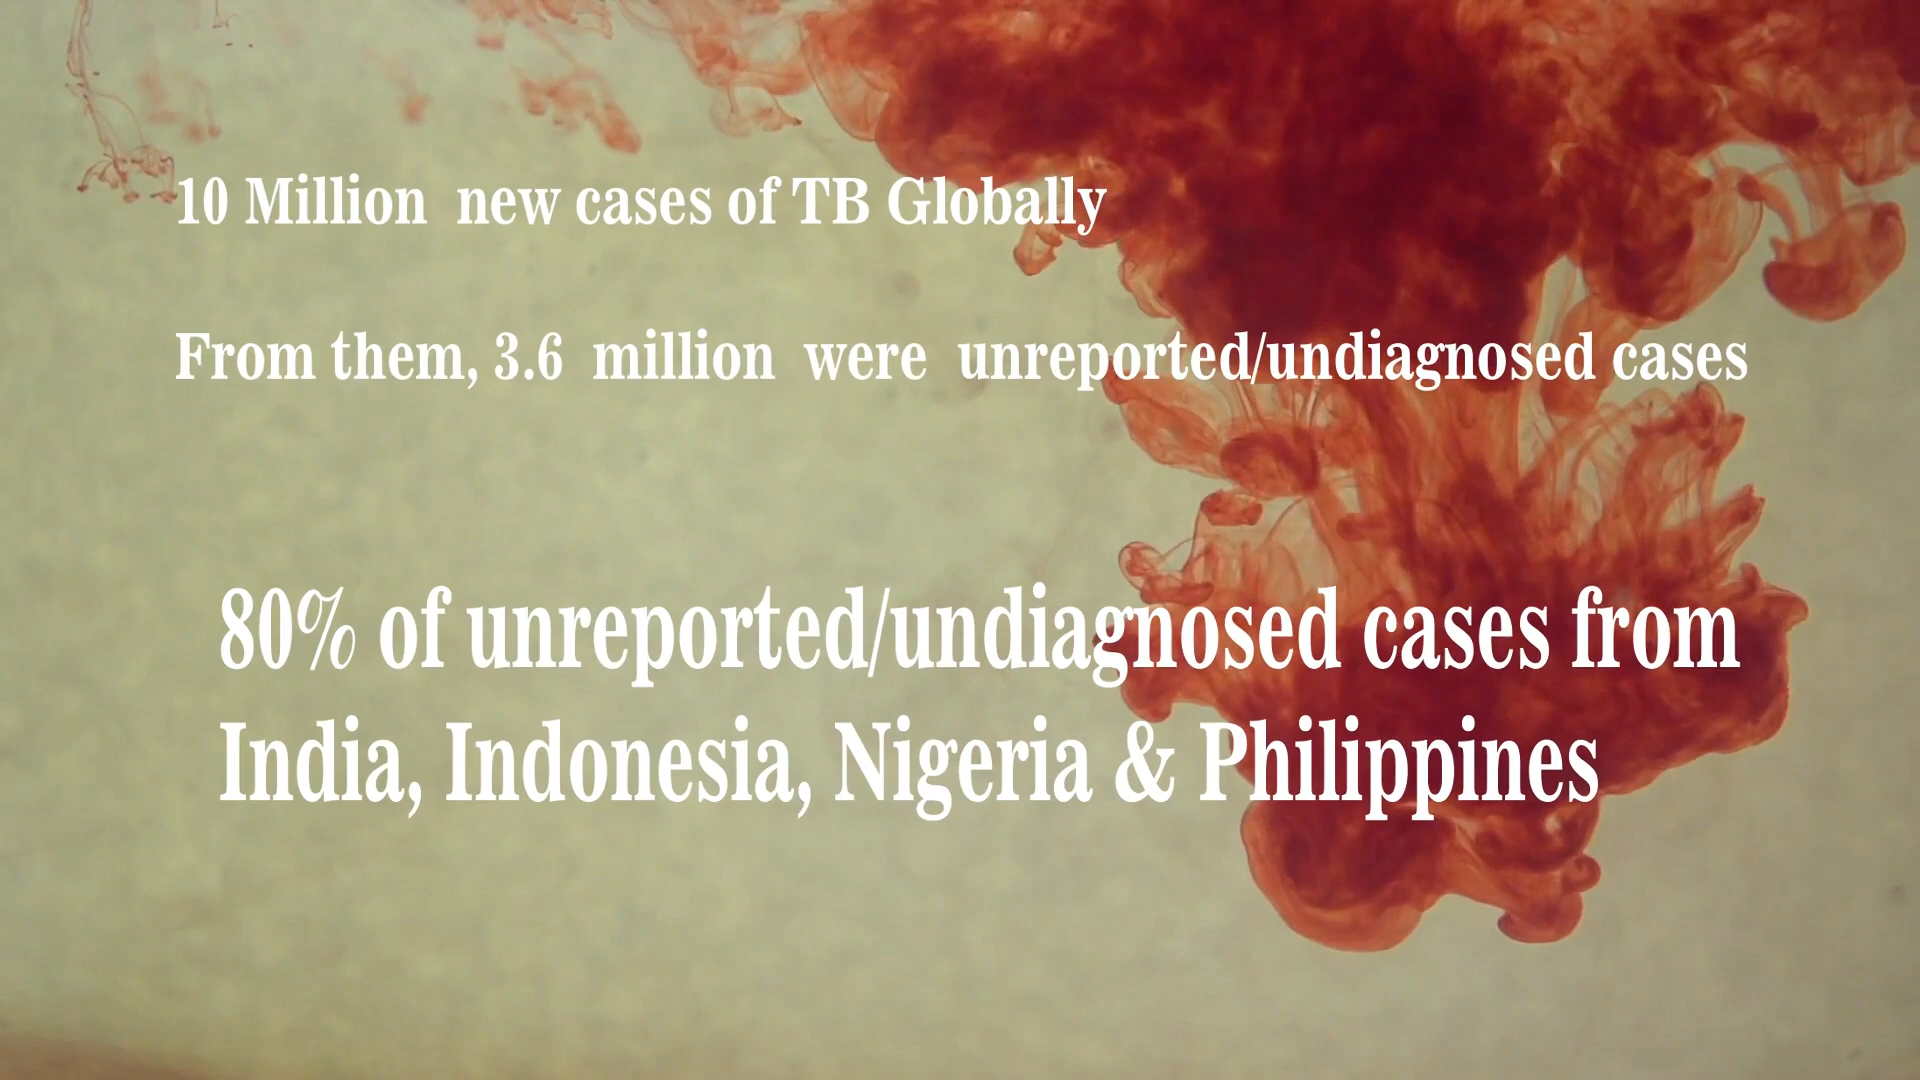 10 Million new cases of TB Globally
From them, 3.6 million were unreported/undiagnosed cases
80% of unreported/undiagnosed cases from
India, Indonesia, Nigeria & Philippines